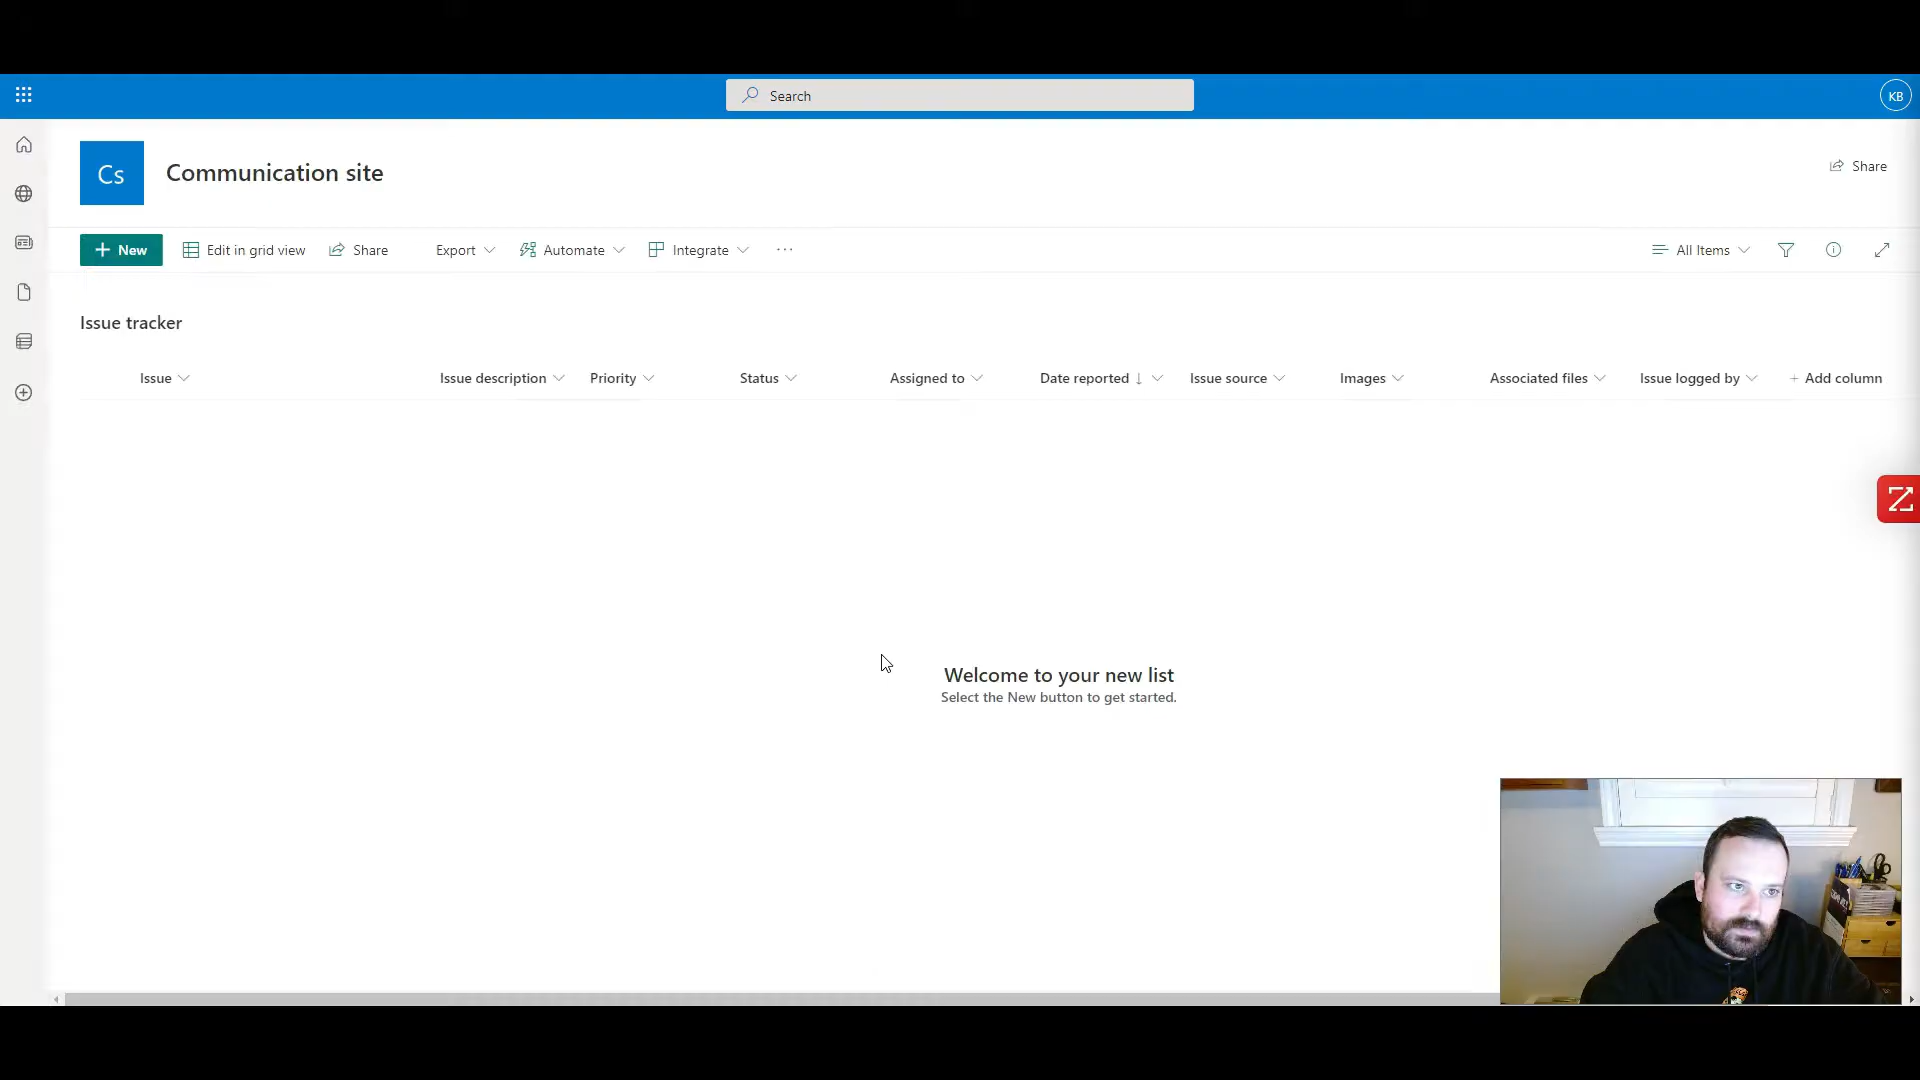 Search
KB
Cs
Communication site
Share
New
Edit in grid view
Share
Export
Automate
Integrate
All Items
Issue tracker
Issue
Issue description
Priority
Status
Assigned to
Date reported
Issue source
Images
Associated files
Issue logged by
Add column
Welcome to your new list
Select the New button to get started.